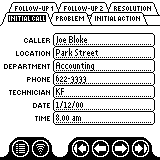 FOLLOW-UP 1 FOLLOW-UP 2 RESOLUTION
INITIAL CALL PROBLEM INITIAL ACTION
CALLER Joe Bloke
LOCATION Park Street
DEPARTMENT Accounting
PHONE 622-3333
TECHNICIAN KF
DATE 1/12/00
TIME 8.00 am